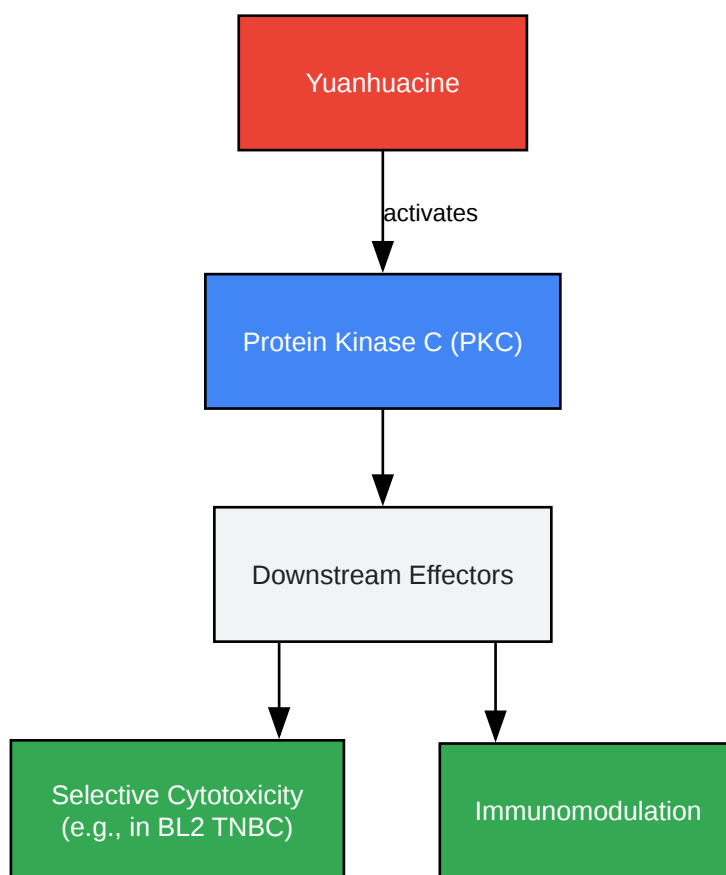 Yuanhuacine
activates
Protein Kinase C (PKC)
Downstream Effectors
Selective Cytotoxicity
(e.g., in BL2 TNBC)
Immunomodulation